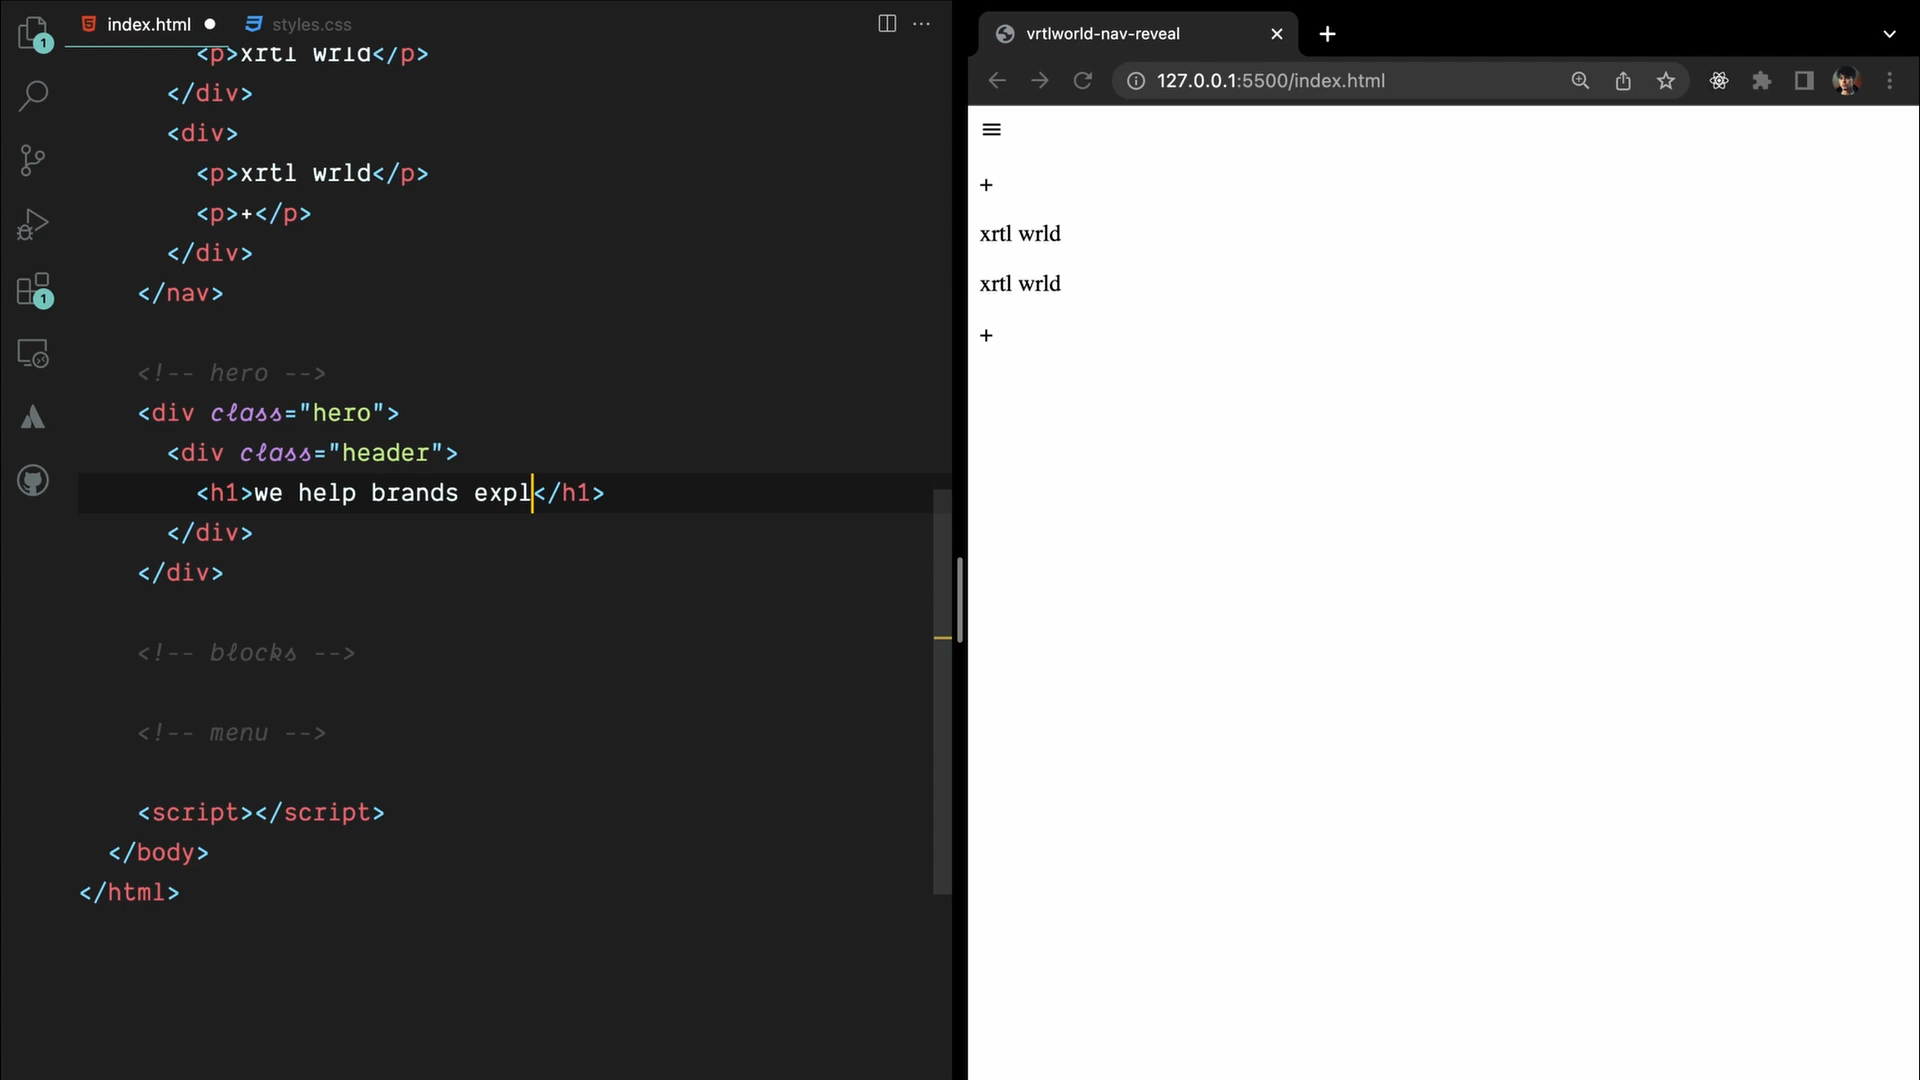 index.html
styles.css
<p>xrtl wrld</p>
</div>
<div>
<p>xrtl wrld</p>
<p>+</p>
</div>
</nav>
<!-- hero -->
<div class="hero">
<div class="header">
<h1>we help brands expl</h1>
</div>
</div>
<!-- blocks -->
<!-- menu -->
<script></script>
</body>
</html>
1
1
vrtlworld-nav-reveal
127.0.0.1:5500/index.html
+
xrtl wrld
xrtl wrld
+